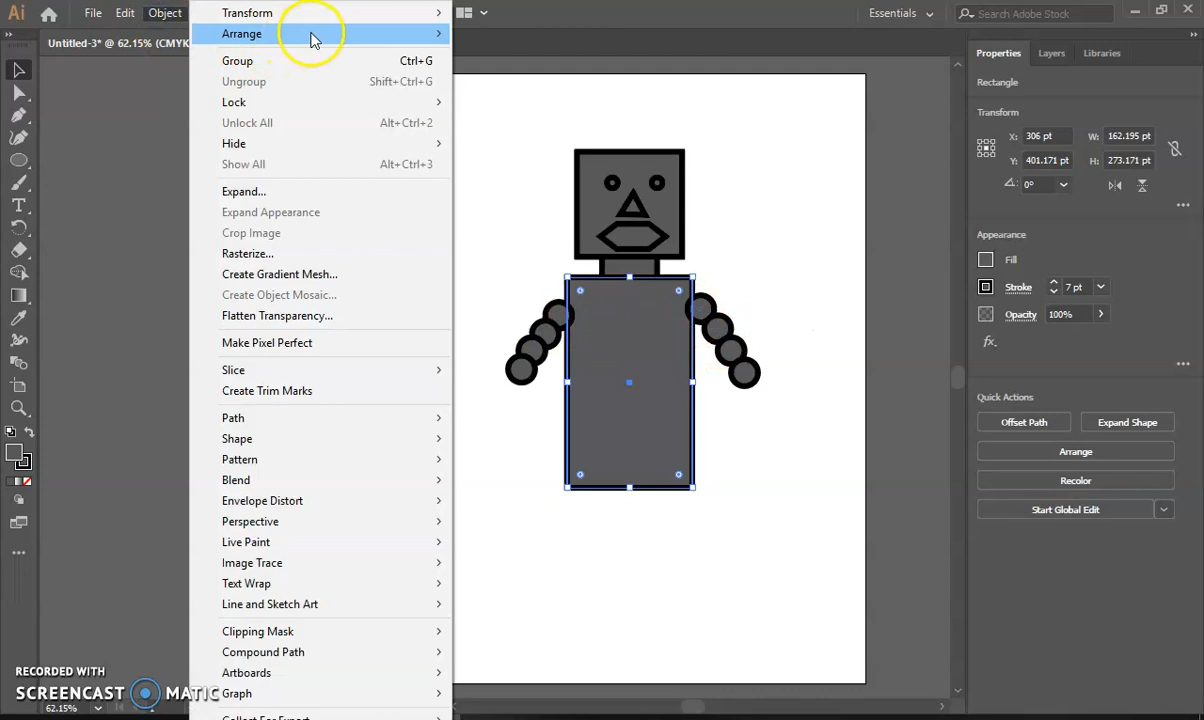 Ai File Edit Object Essentials Search Adobe Stock
Untitled-3* @ 62.15% (CMYK
Transform
Arrange
Group Ctrl+G
Ungroup Shift+Ctrl+G
Lock
Unlock All Alt+Ctrl+2
Hide
Show All Alt+Ctrl+3
Expand...
Expand Appearance
Crop Image
Rasterize...
Create Gradient Mesh...
Create Object Mosaic...
Flatten Transparency...
Make Pixel Perfect
Slice
Create Trim Marks
Path
Shape
Pattern
Blend
Envelope Distort
Perspective
Live Paint
Image Trace
Text Wrap
Line and Sketch Art
Clipping Mask
Compound Path
Artboards
Graph
Collect For Export
Properties Layers Libraries
Rectangle
Transform
X: 306 pt W: 162.195 pt
Y: 401.171 pt H: 273.171 pt
0°
Appearance
Fill
Stroke 7 pt
Opacity 100%
fx
Quick Actions
Offset Path Expand Shape
Arrange
Recolor
Start Global Edit
RECORDED WITH
SCREENCAST MATIC
62.15%